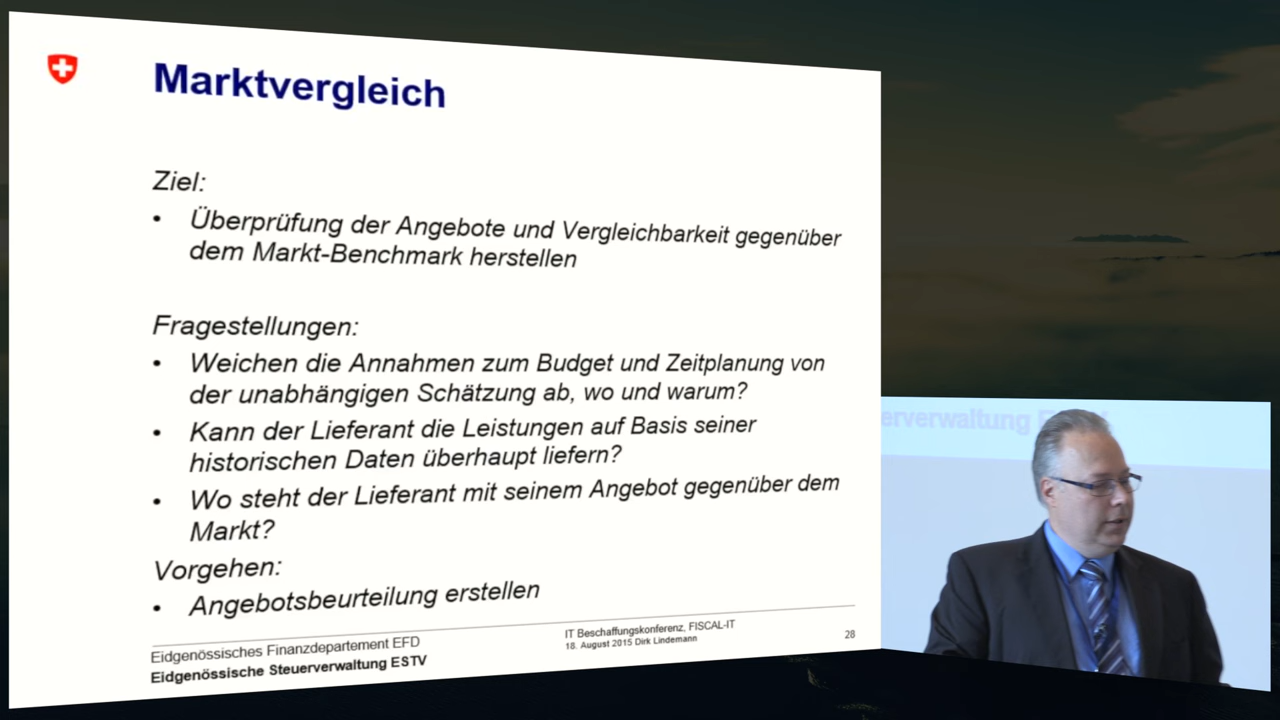 Marktvergleich
Ziel:
• Überprüfung der Angebote und Vergleichbarkeit gegenüber
dem Markt-Benchmark herstellen
Fragestellungen:
• Weichen die Annahmen zum Budget und Zeitplanung von
der unabhängigen Schätzung ab, wo und warum?
• Kann der Lieferant die Leistungen auf Basis seiner
historischen Daten überhaupt liefern?
• Wo steht der Lieferant mit seinem Angebot gegenüber dem
Markt?
Vorgehen:
• Angebotsbeurteilung erstellen
Eidgenössisches Finanzdepartement EFD
Eidgenössische Steuerverwaltung ESTV
IT Beschaffungskonferenz, FISCAL-IT
18. August 2015 Dirk Lindemann
28
erverwaltung